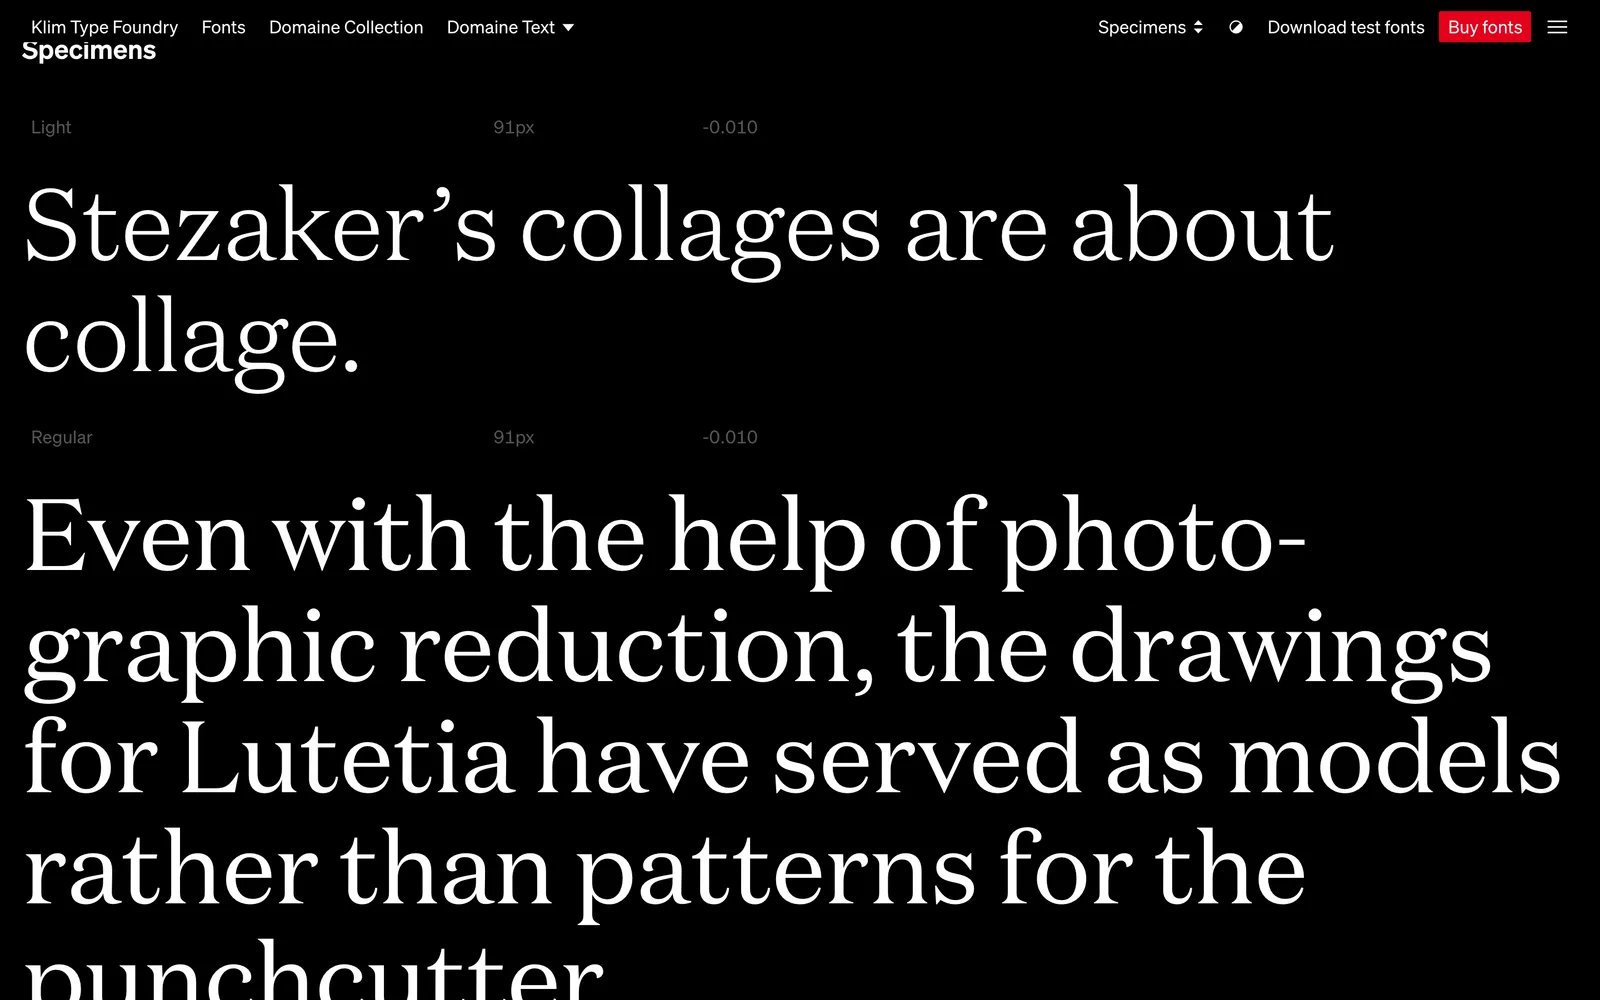 Klim Type Foundry Fonts Domaine Collection Domaine Text Specimens Download test fonts Buy fonts
Specimens
Light 91px -0.010
Stezaker’s collages are about
collage.
Regular 91px -0.010
Even with the help of photo-
graphic reduction, the drawings
for Lutetia have served as models
rather than patterns for the
punchcutter